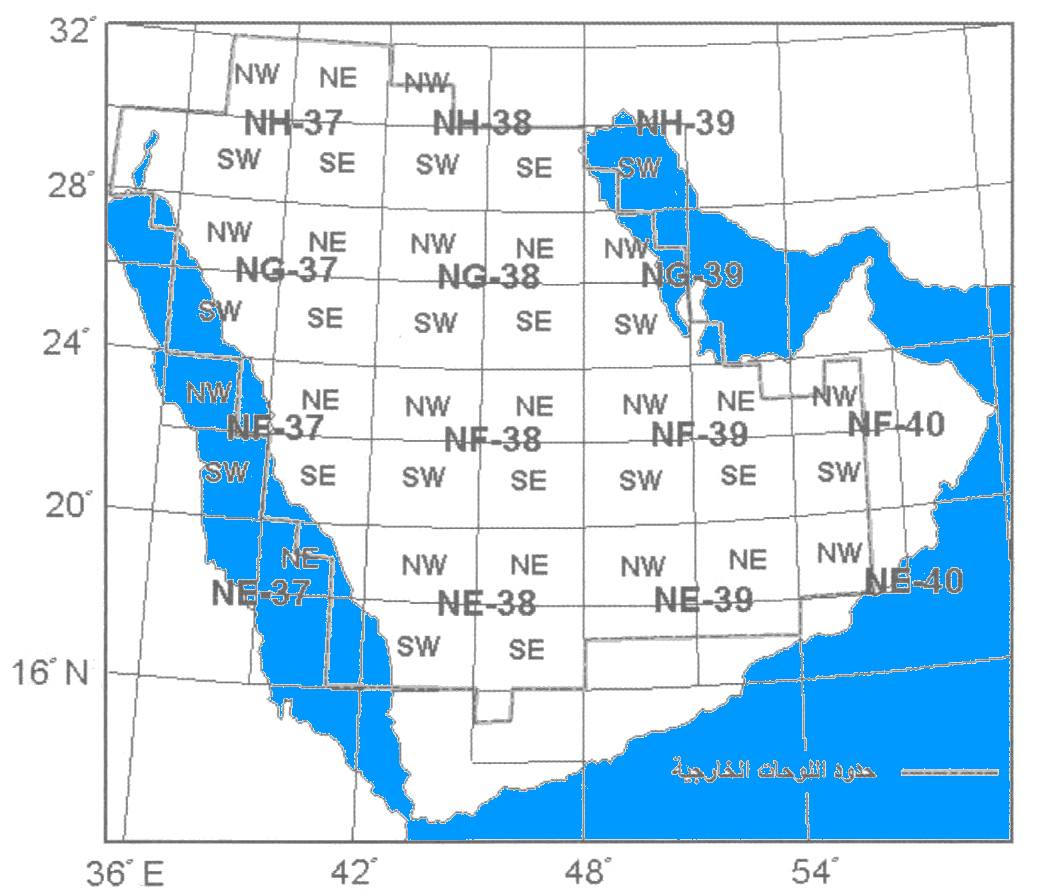 32°
NW NE NW
NH-37 NH-38 NH-39
SW SE SW SE SW
28°
NW NE NW NE NW
NG-37 NG-38 NG-39
SW SE SW SE SW
24°
NW NE NW NE NW NE NW
NF-37 NF-38 NF-39 NF-40
SW SE SW SE SW SE SW
20°
NE NW NE NW NE NW
NE-37 NE-38 NE-39 NE-40
SW SE
16° N
حدود اللوحات الخارجية
36° E 42° 48° 54°